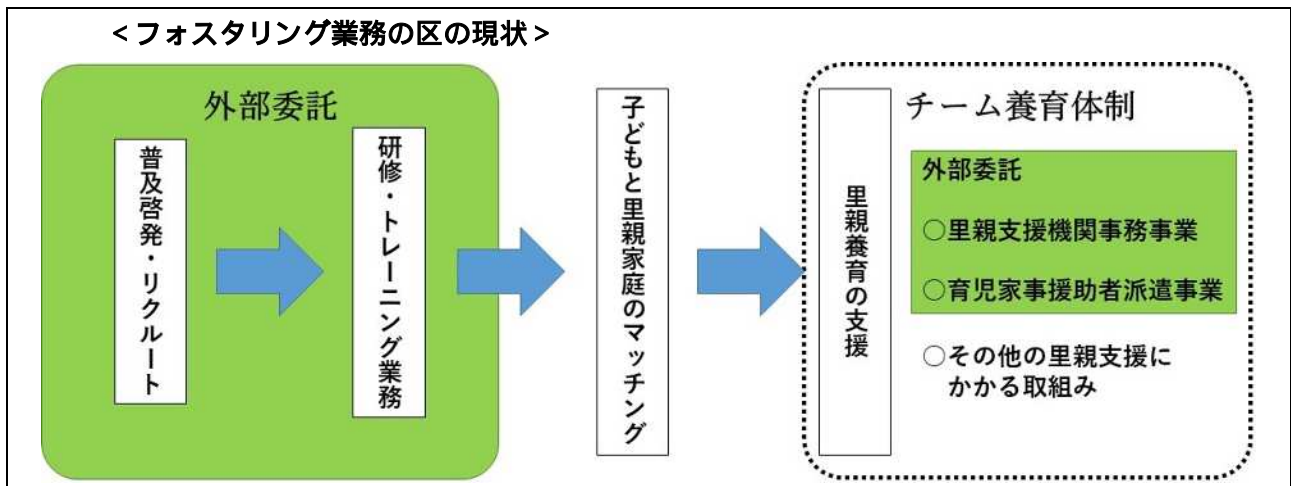 ＜フォスタリング業務の区の現状＞
外部委託
普及啓発・リクルート
研修・トレーニング業務
子どもと里親家庭のマッチング
チーム養育体制
里親養育の支援
外部委託
○里親支援機関事務事業
○育児家事援助者派遣事業
○その他の里親支援に
かかる取組み